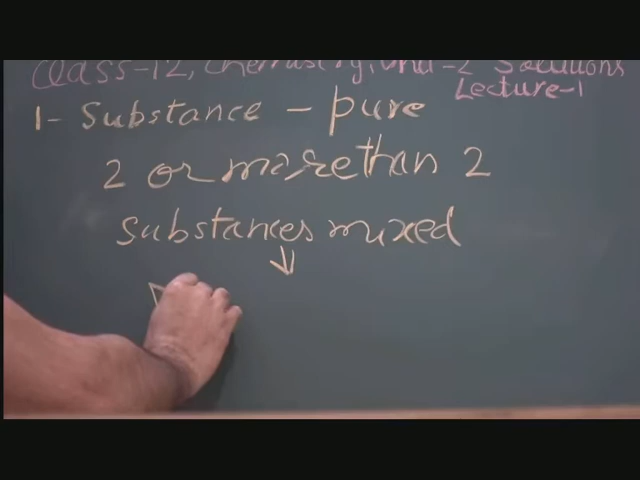 Class-12, Chemistry, Unit-2 Solutions
Lecture-1
1- Substance - pure
2 or more than 2
substances mixed